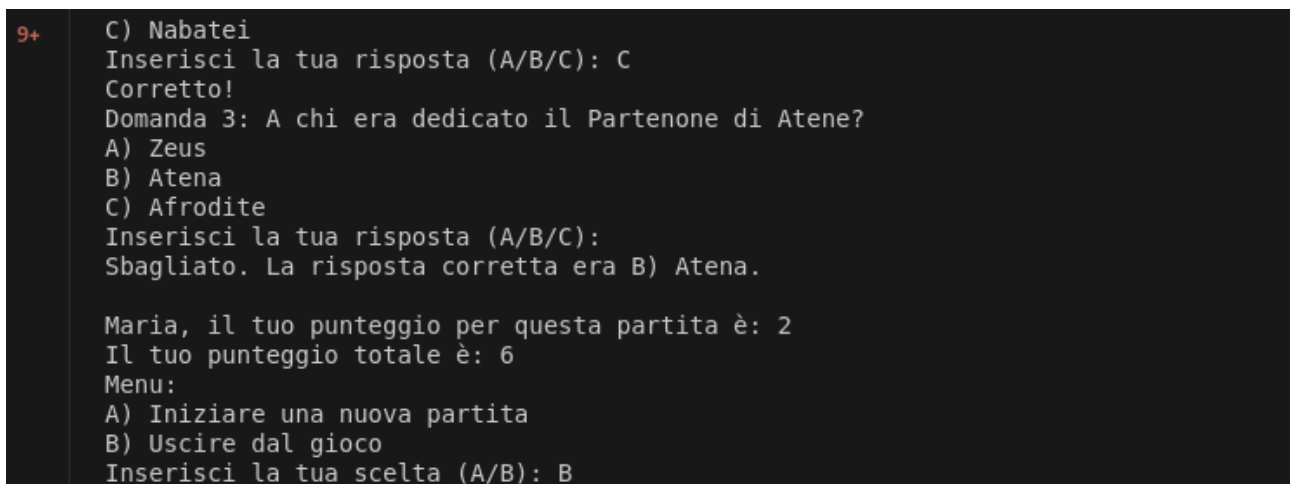 9+
C) Nabatei
Inserisci la tua risposta (A/B/C): C
Corretto!
Domanda 3: A chi era dedicato il Partenone di Atene?
A) Zeus
B) Atena
C) Afrodite
Inserisci la tua risposta (A/B/C):
Sbagliato. La risposta corretta era B) Atena.
Maria, il tuo punteggio per questa partita è: 2
Il tuo punteggio totale è: 6
Menu:
A) Iniziare una nuova partita
B) Uscire dal gioco
Inserisci la tua scelta (A/B): B